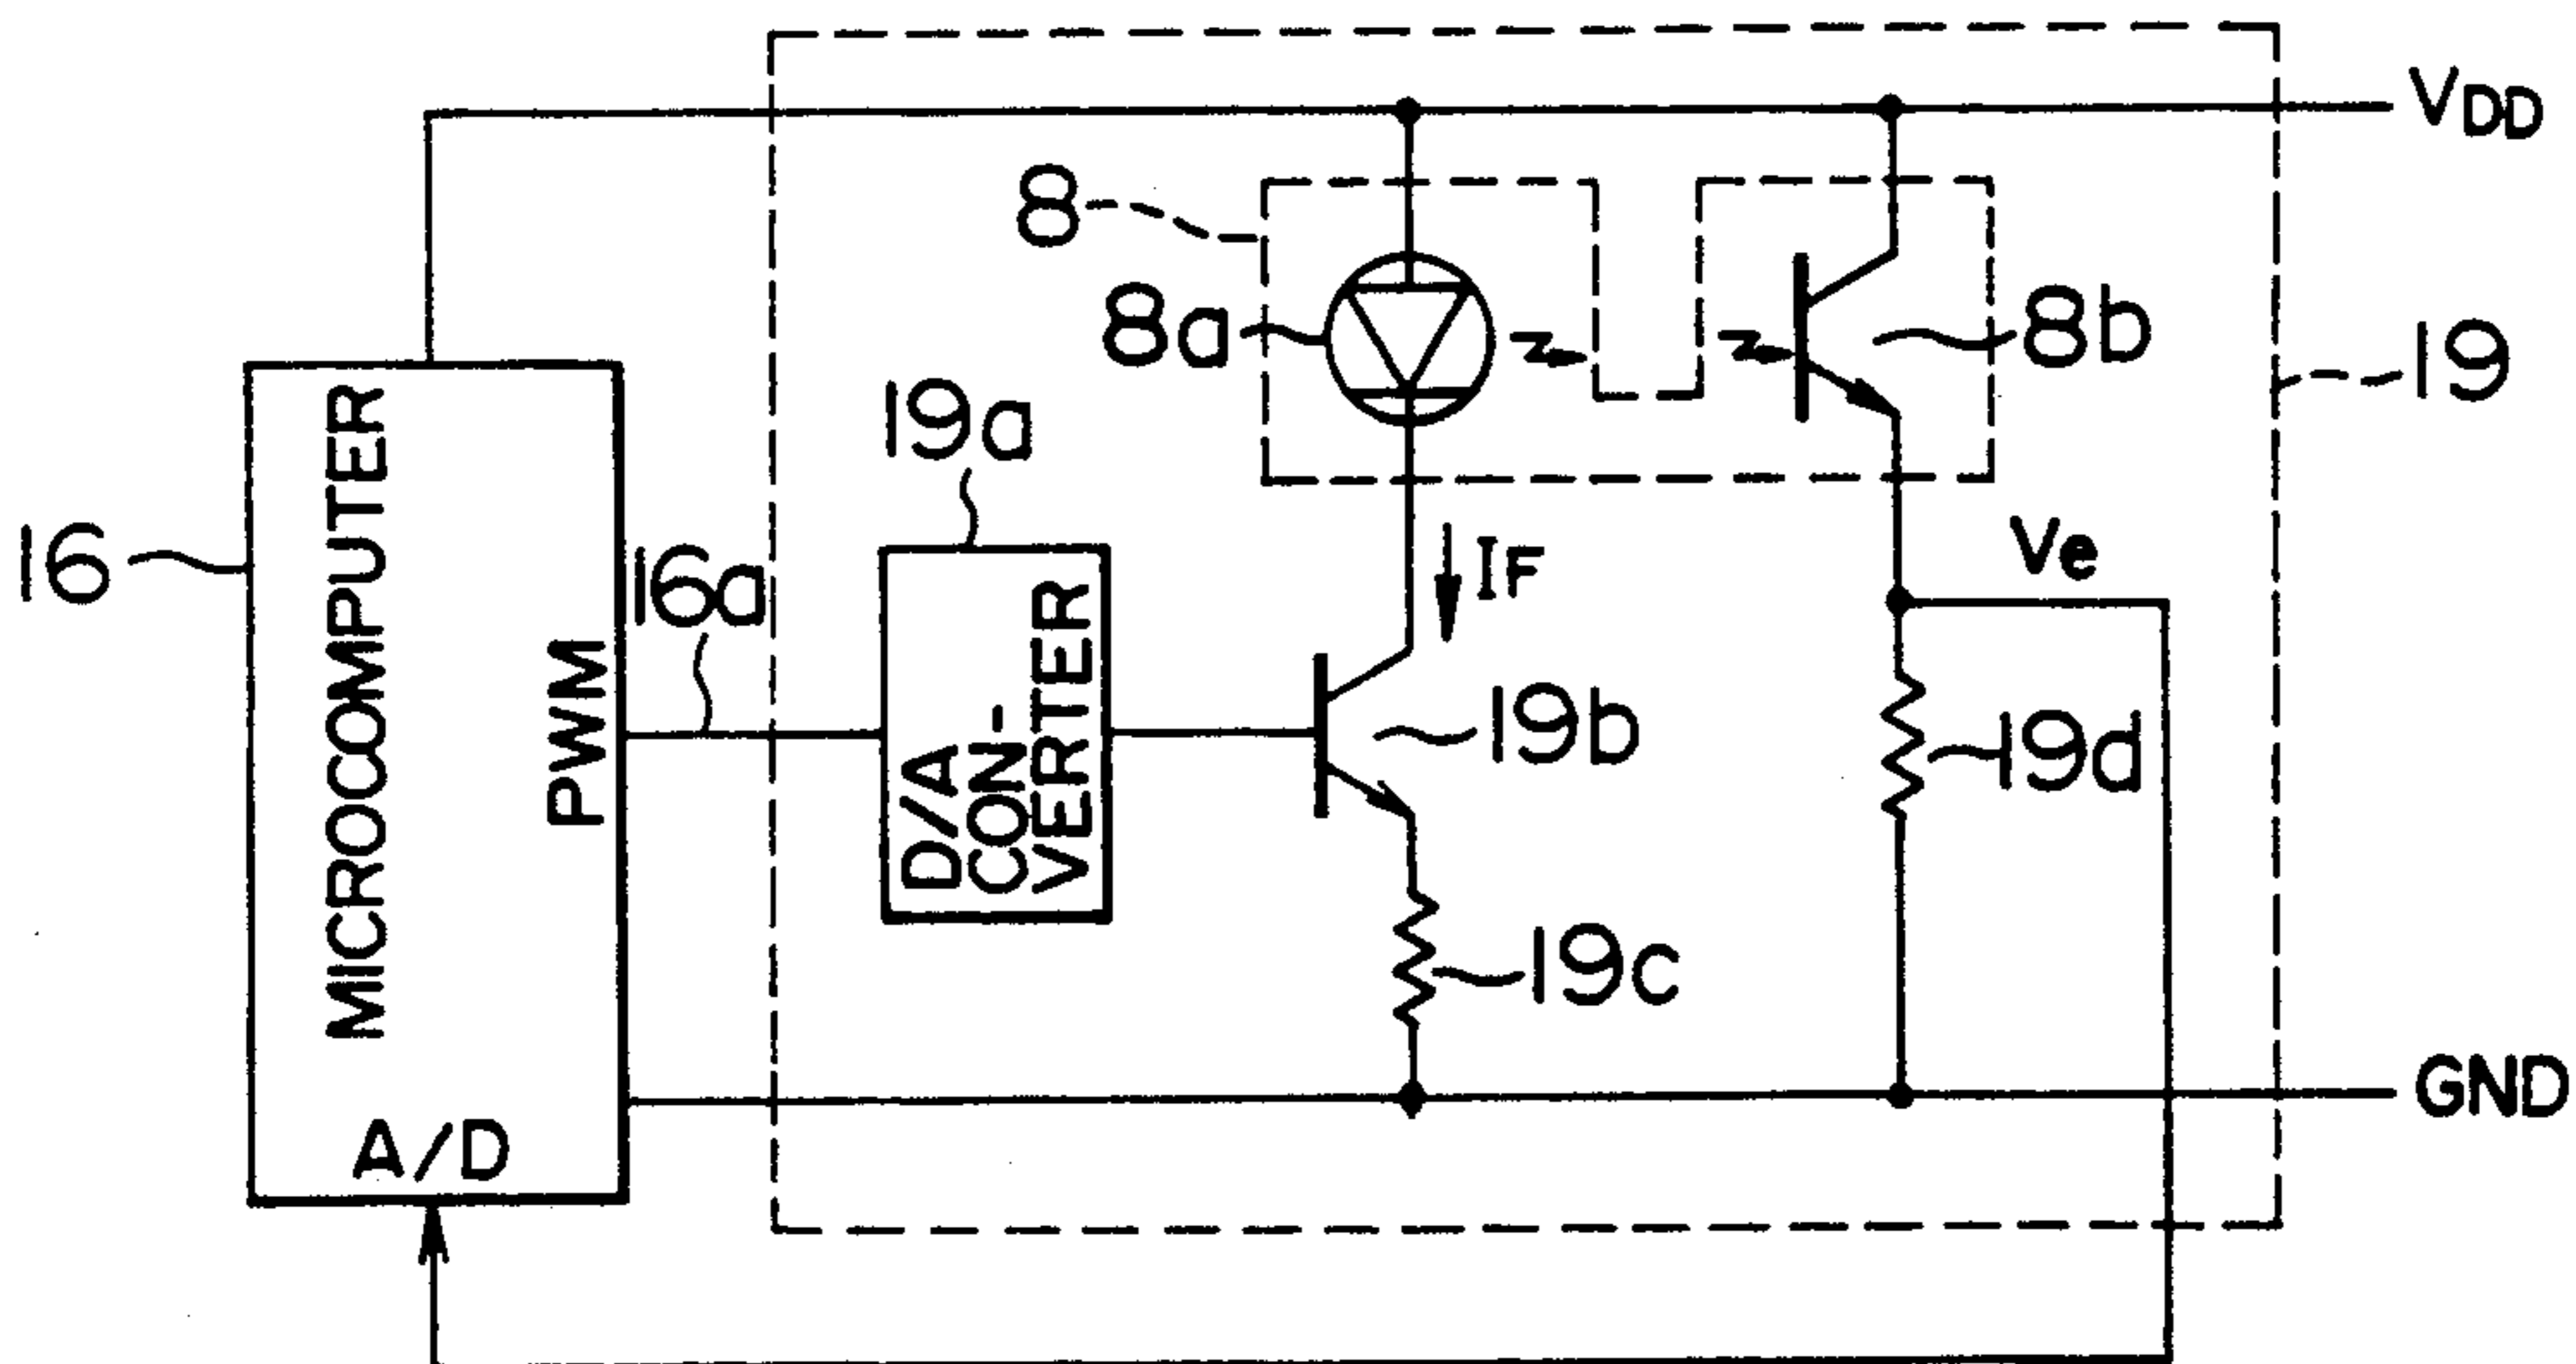 VDD
8
8a
8b
19
19a
16
16a
IF
Ve
MICROCOMPUTER
PWM
D/A
CON-
VERTER
19b
19d
19c
GND
A/D